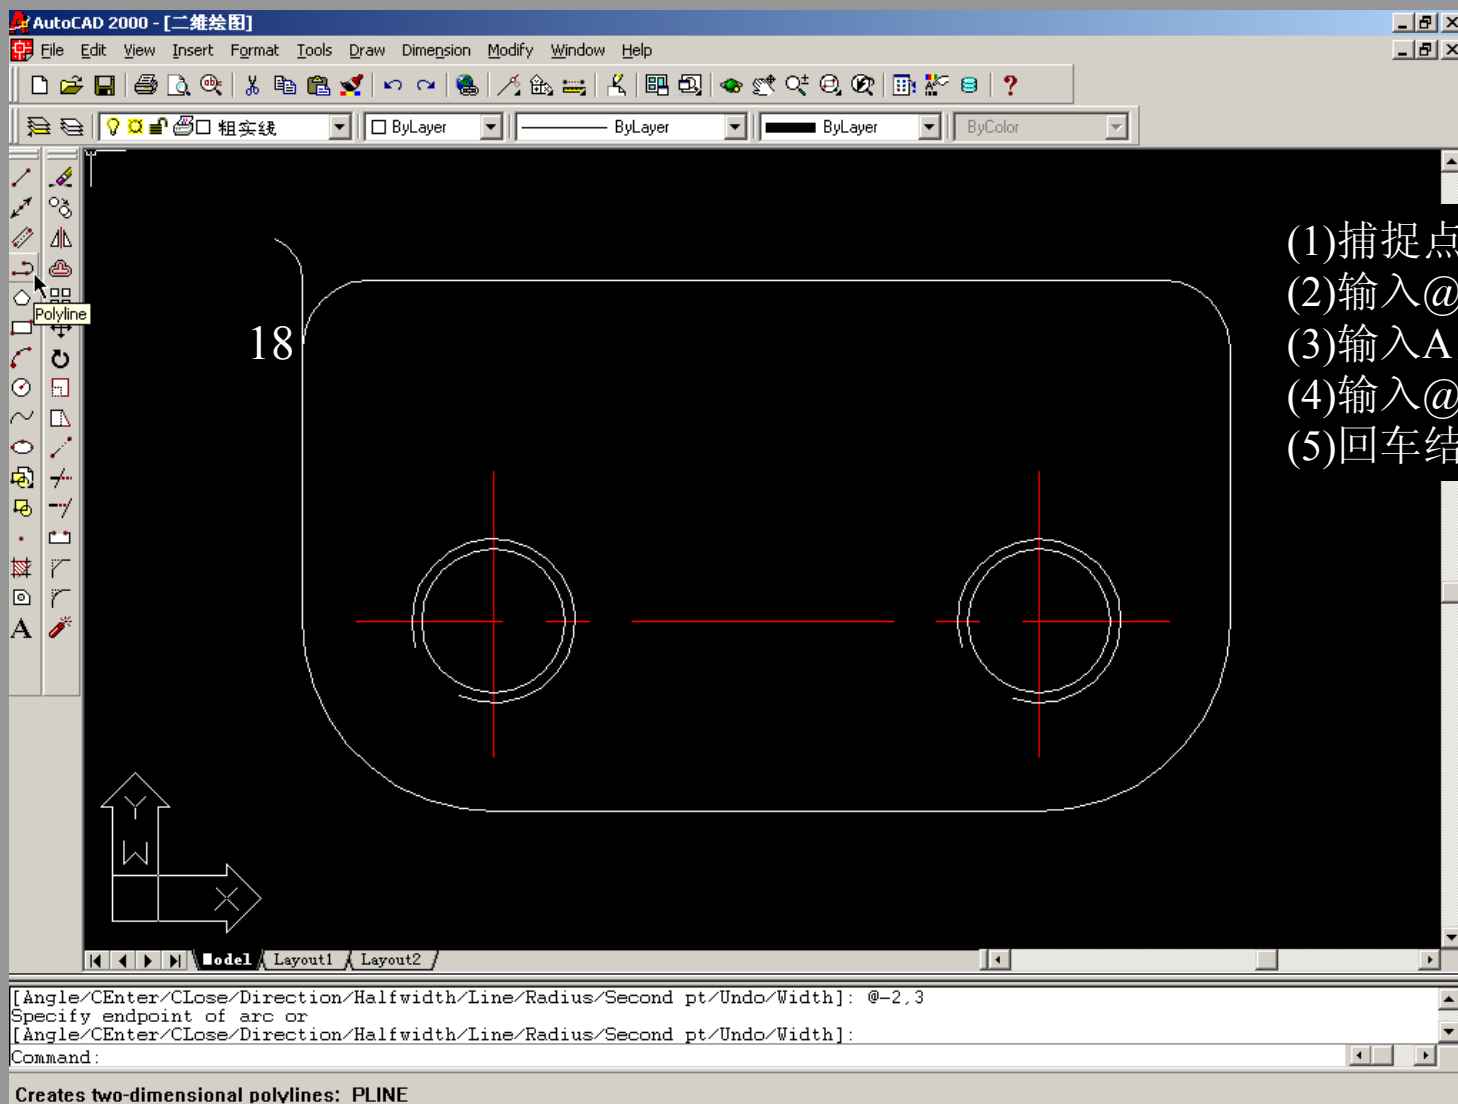 AutoCAD 2000 - [二维绘图]
File Edit View Insert Format Tools Draw Dimension Modify Window Help
粗实线 ByLayer ByLayer ByLayer ByColor
Polyline
A
18
(1)捕捉点
(2)输入@
(3)输入A
(4)输入@
(5)回车结
Y
W
X
Model Layout1 Layout2
[Angle/CEnter/CLose/Direction/Halfwidth/Line/Radius/Second pt/Undo/Width]: @-2,3
Specify endpoint of arc or
[Angle/CEnter/CLose/Direction/Halfwidth/Line/Radius/Second pt/Undo/Width]:
Command:
Creates two-dimensional polylines: PLINE